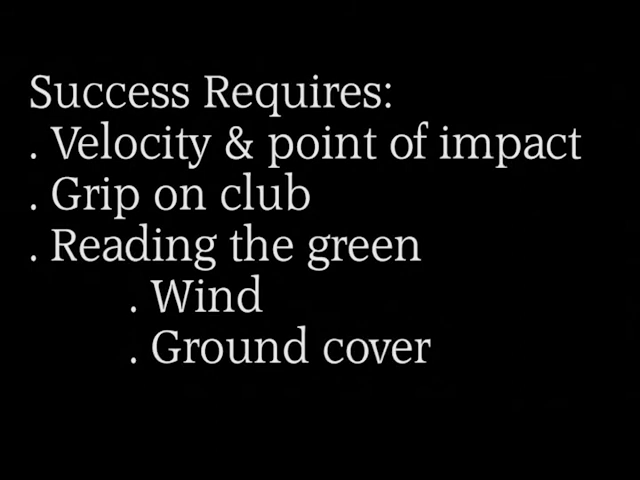 Success Requires:
. Velocity & point of impact
. Grip on club
. Reading the green
. Wind
. Ground cover